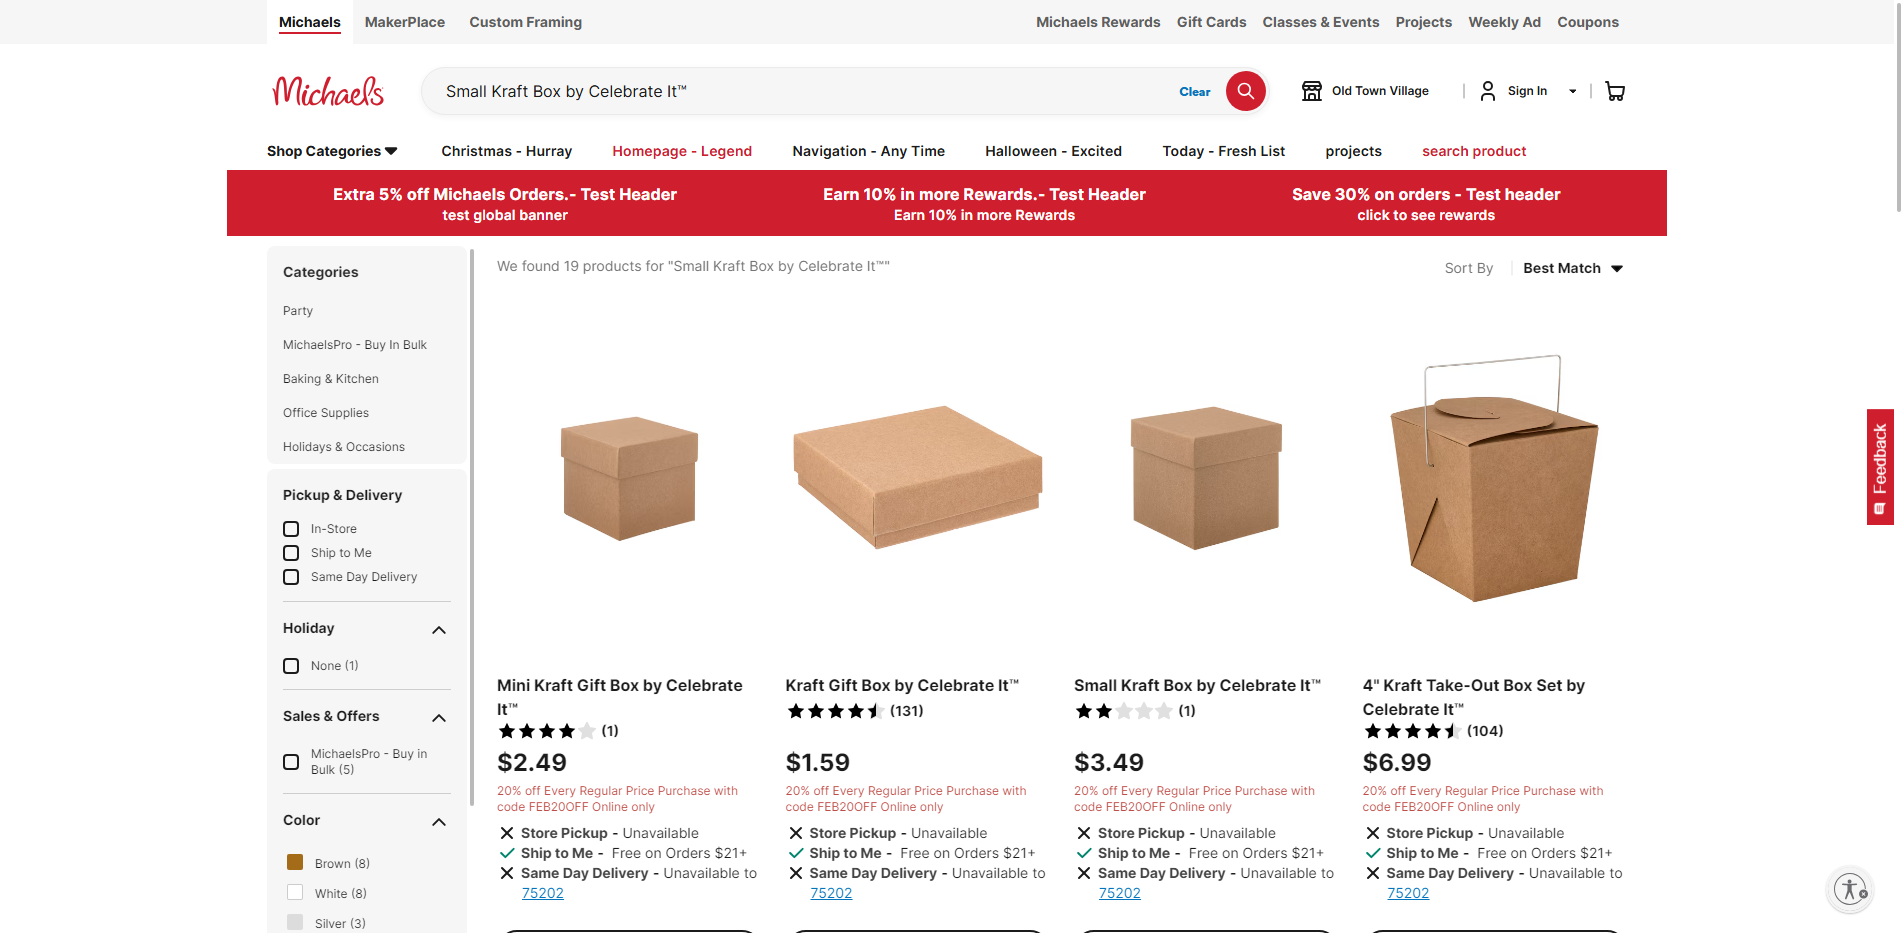 Michaels MakerPlace Custom Framing Michaels Rewards Gift Cards Classes & Events Projects Weekly Ad Coupons
Michaels Small Kraft Box by Celebrate It™ Clear Old Town Village Sign In
Shop Categories Christmas - Hurray Homepage - Legend Navigation - Any Time Halloween - Excited Today - Fresh List projects search product
Extra 5% off Michaels Orders.- Test Header
test global banner
Earn 10% in more Rewards.- Test Header
Earn 10% in more Rewards
Save 30% on orders - Test header
click to see rewards
Categories
Party
MichaelsPro - Buy In Bulk
Baking & Kitchen
Office Supplies
Holidays & Occasions
Pickup & Delivery
In-Store
Ship to Me
Same Day Delivery
Holiday
None (1)
Sales & Offers
MichaelsPro - Buy in
Bulk (5)
Color
Brown (8)
White (8)
Silver (3)
We found 19 products for "Small Kraft Box by Celebrate It™"
Sort By Best Match
Mini Kraft Gift Box by Celebrate
It™
(1)
$2.49
20% off Every Regular Price Purchase with
code FEB20OFF Online only
Store Pickup - Unavailable
Ship to Me - Free on Orders $21+
Same Day Delivery - Unavailable to
75202
Kraft Gift Box by Celebrate It™
(131)
$1.59
20% off Every Regular Price Purchase with
code FEB20OFF Online only
Store Pickup - Unavailable
Ship to Me - Free on Orders $21+
Same Day Delivery - Unavailable to
75202
Small Kraft Box by Celebrate It™
(1)
$3.49
20% off Every Regular Price Purchase with
code FEB20OFF Online only
Store Pickup - Unavailable
Ship to Me - Free on Orders $21+
Same Day Delivery - Unavailable to
75202
4" Kraft Take-Out Box Set by
Celebrate It™
(104)
$6.99
20% off Every Regular Price Purchase with
code FEB20OFF Online only
Store Pickup - Unavailable
Ship to Me - Free on Orders $21+
Same Day Delivery - Unavailable to
75202
Feedback